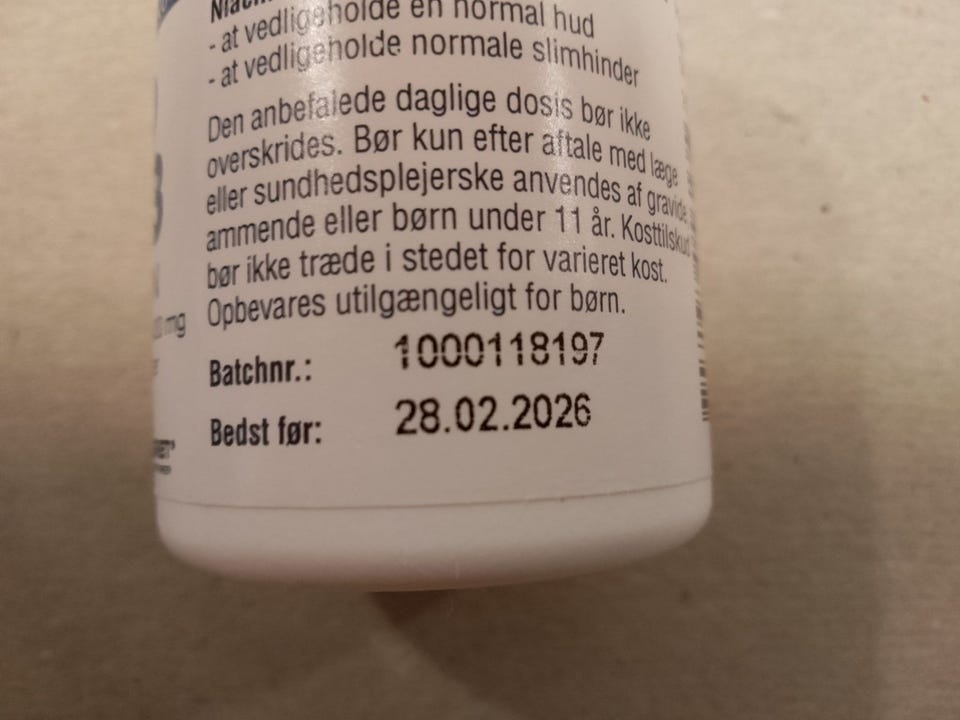 - at vedligeholde en normal hud
- at vedligeholde normale slimhinder
Den anbefalede daglige dosis bør ikke
overskrides. Bør kun efter aftale med læge
eller sundhedsplejerske anvendes af gravide,
ammende eller børn under 11 år. Kosttilskud
bør ikke træde i stedet for varieret kost.
Opbevares utilgængeligt for børn.
Batchnr.: 1000118197
Bedst før: 28.02.2026
mg